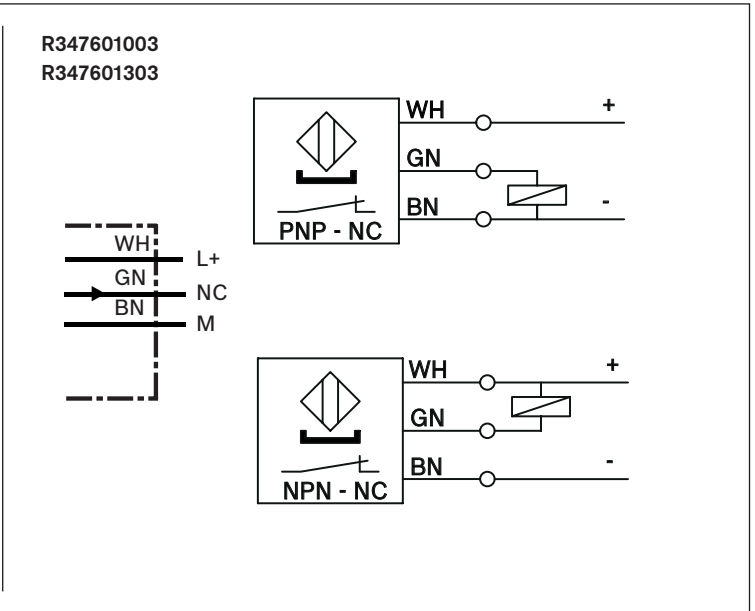 R347601003
R347601303
WH
+
GN
BN
-
PNP - NC
WH
L+
GN
NC
BN
M
WH
+
GN
BN
-
NPN - NC